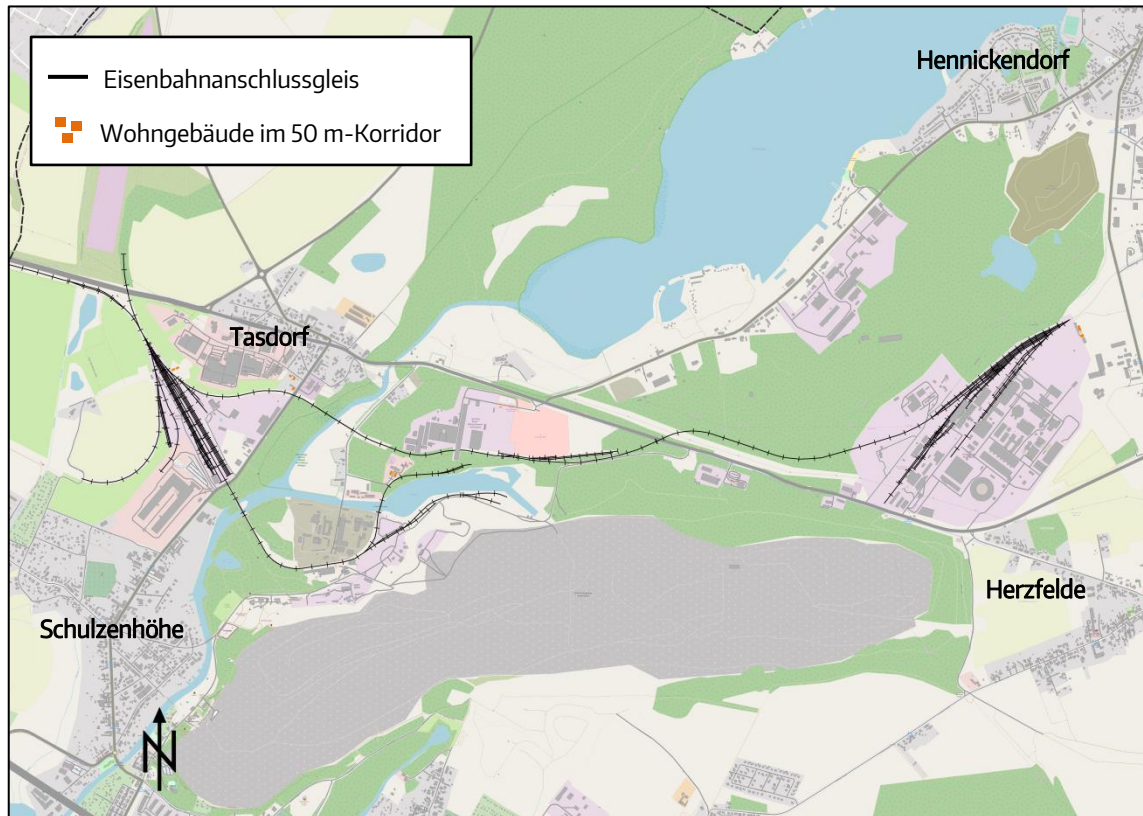 Eisenbahnanschlussgleis
Wohngebäude im 50 m-Korridor
Hennickendorf
Tasdorf
Herzfelde
Schulzenhöhe
N